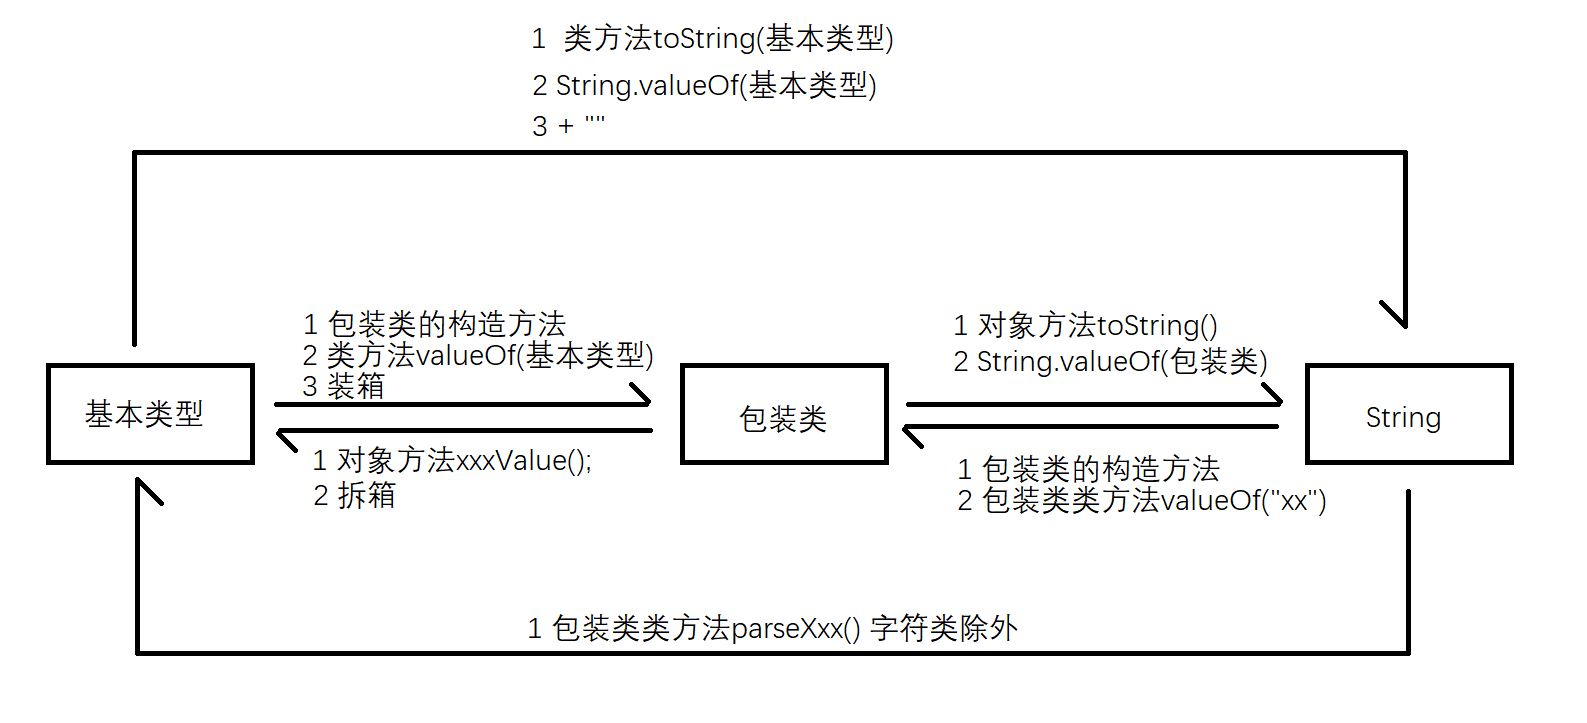 1 类方法toString(基本类型)
2 String.valueOf(基本类型)
3 + ""
1 包装类的构造方法
2 类方法valueOf(基本类型)
3 装箱
1 对象方法toString()
2 String.valueOf(包装类)
基本类型
包装类
String
1 对象方法xxxValue();
2 拆箱
1 包装类的构造方法
2 包装类类方法valueOf("xx")
1 包装类类方法parseXxx() 字符类除外